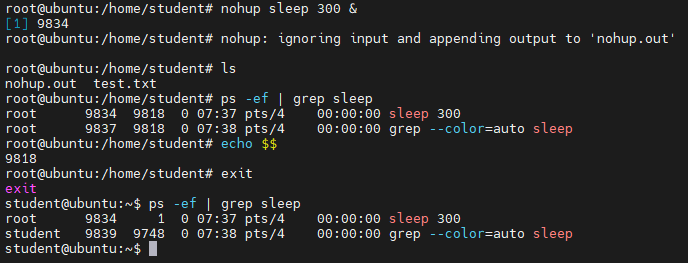 root@ubuntu:/home/student# nohup sleep 300 &
[1] 9834
root@ubuntu:/home/student# nohup: ignoring input and appending output to 'nohup.out'

root@ubuntu:/home/student# ls
nohup.out  test.txt
root@ubuntu:/home/student# ps -ef | grep sleep
root      9834  9818  0 07:37 pts/4    00:00:00 sleep 300
root      9837  9818  0 07:38 pts/4    00:00:00 grep --color=auto sleep
root@ubuntu:/home/student# echo $$
9818
root@ubuntu:/home/student# exit
exit
student@ubuntu:~$ ps -ef | grep sleep
root      9834     1  0 07:37 pts/4    00:00:00 sleep 300
student   9839  9748  0 07:38 pts/4    00:00:00 grep --color=auto sleep
student@ubuntu:~$